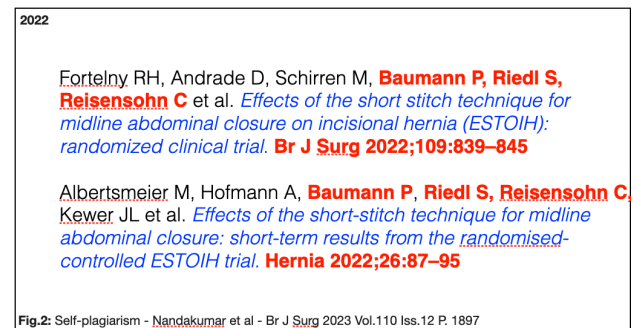 2022
Fortelny RH, Andrade D, Schirren M, Baumann P, Riedl S,
Reisensohn C et al. Effects of the short stitch technique for
midline abdominal closure on incisional hernia (ESTOIH):
randomized clinical trial. Br J Surg 2022;109:839–845
Albertsmeier M, Hofmann A, Baumann P, Riedl S, Reisensohn C,
Kewer JL et al. Effects of the short-stitch technique for midline
abdominal closure: short-term results from the randomised-
controlled ESTOIH trial. Hernia 2022;26:87–95
Fig.2: Self-plagiarism - Nandakumar et al - Br J Surg 2023 Vol.110 Iss.12 P. 1897